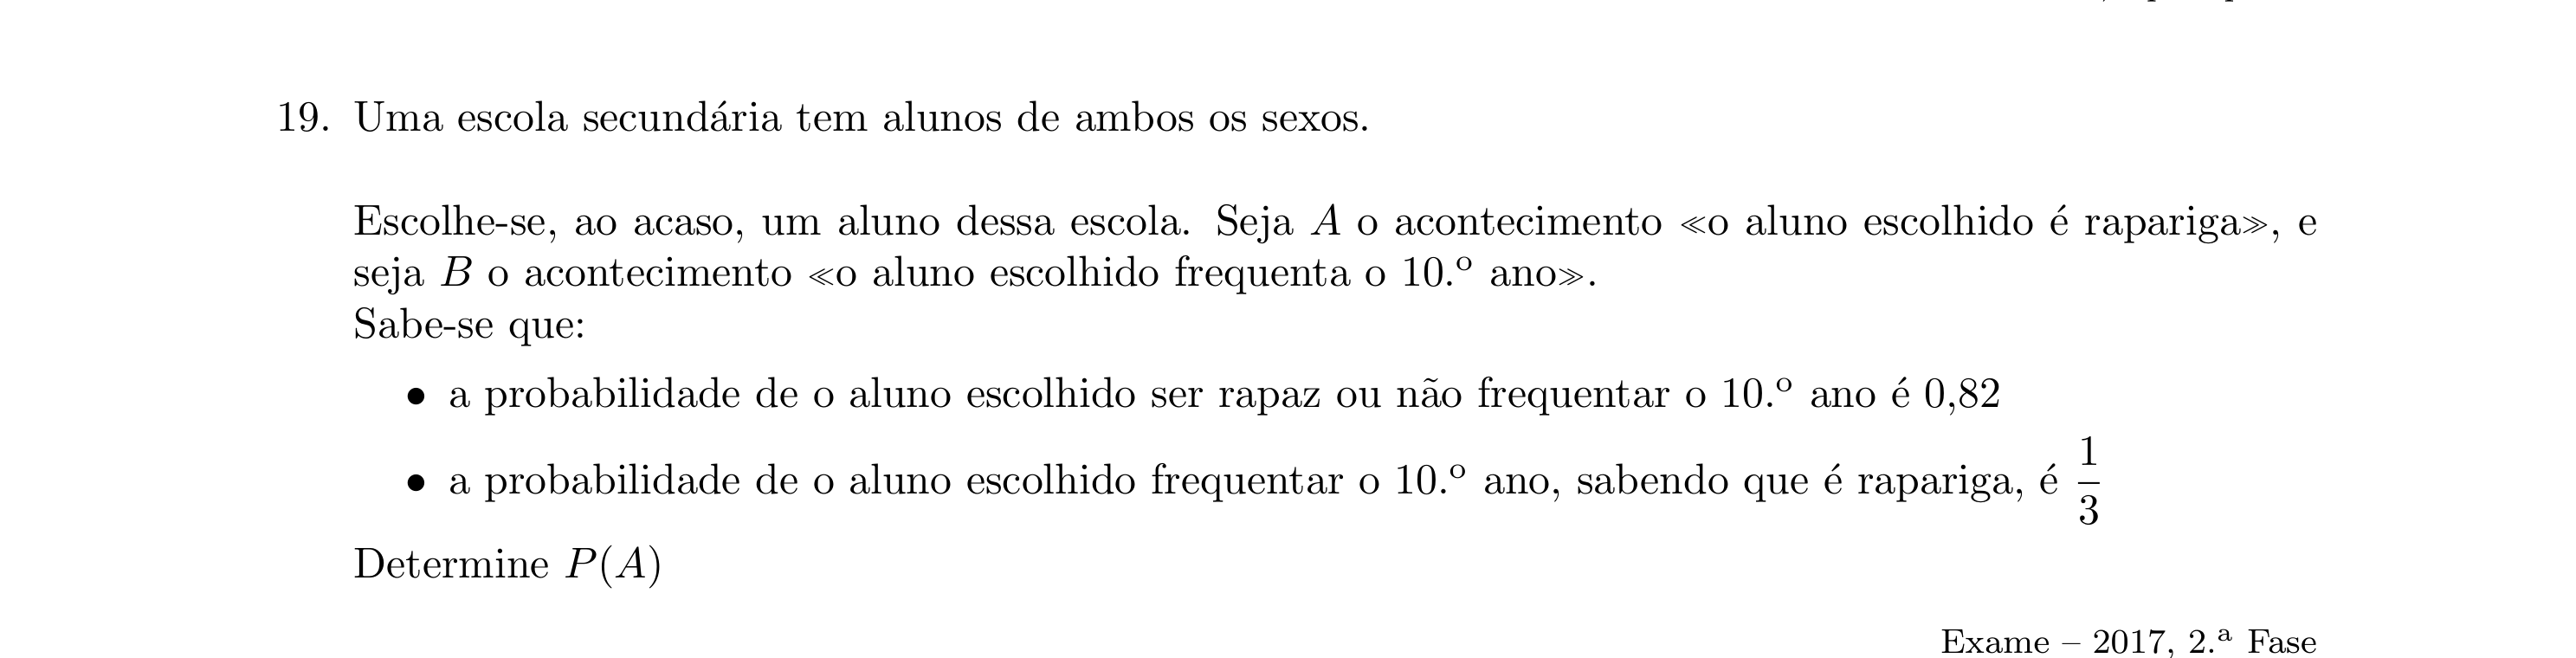 19. Uma escola secundária tem alunos de ambos os sexos.
Escolhe-se, ao acaso, um aluno dessa escola. Seja A o acontecimento ≪o aluno escolhido é rapariga≫, e
seja B o acontecimento ≪o aluno escolhido frequenta o 10.º ano≫.
Sabe-se que:
• a probabilidade de o aluno escolhido ser rapaz ou não frequentar o 10.º ano é 0,82
• a probabilidade de o aluno escolhido frequentar o 10.º ano, sabendo que é rapariga, é 1/3
Determine P(A)
Exame – 2017, 2.ª Fase